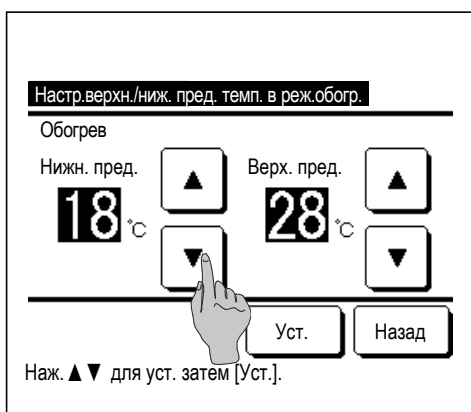 Настр.верхн./ниж. пред. темп. в реж.обогр.
Обогрев
Нижн. пред. ▲ Верх. пред. ▲
18 °C 28 °C
▼ ▼
Уст. Назад
Наж. ▲ ▼ для уст. затем [Уст.].